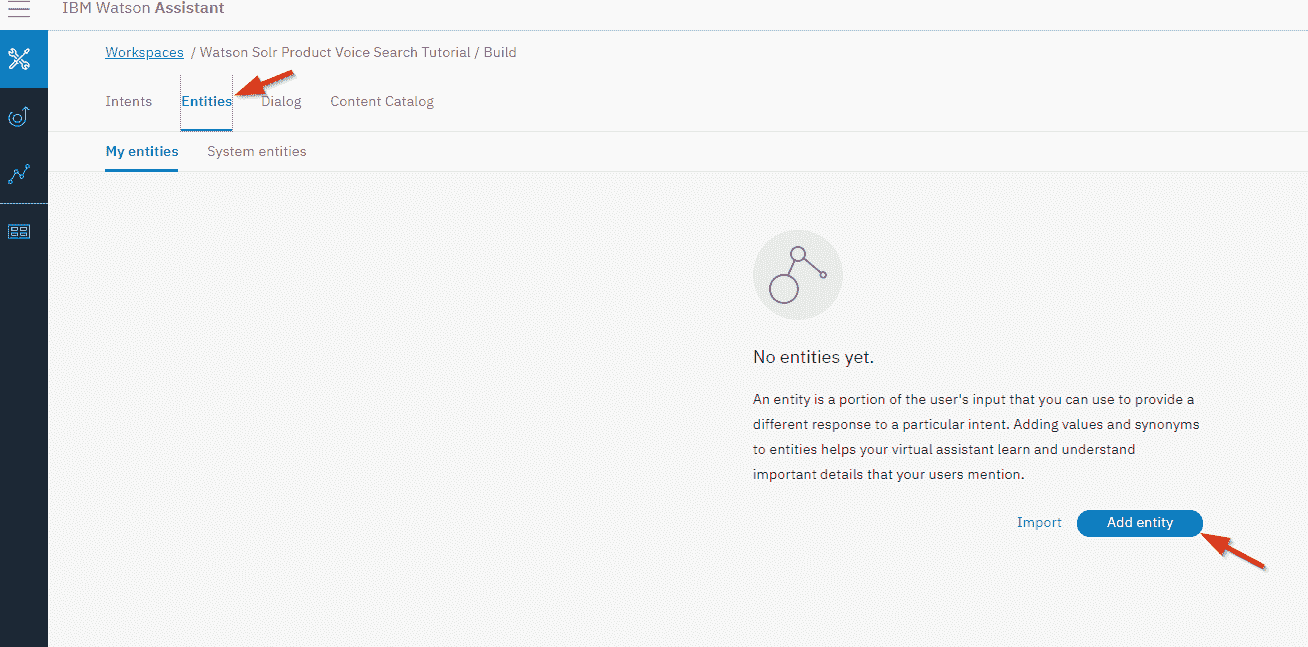 IBM Watson Assistant
Workspaces / Watson Solr Product Voice Search Tutorial / Build
Intents Entities Dialog Content Catalog
My entities System entities
No entities yet.
An entity is a portion of the user's input that you can use to provide a
different response to a particular intent. Adding values and synonyms
to entities helps your virtual assistant learn and understand
important details that your users mention.
Import Add entity